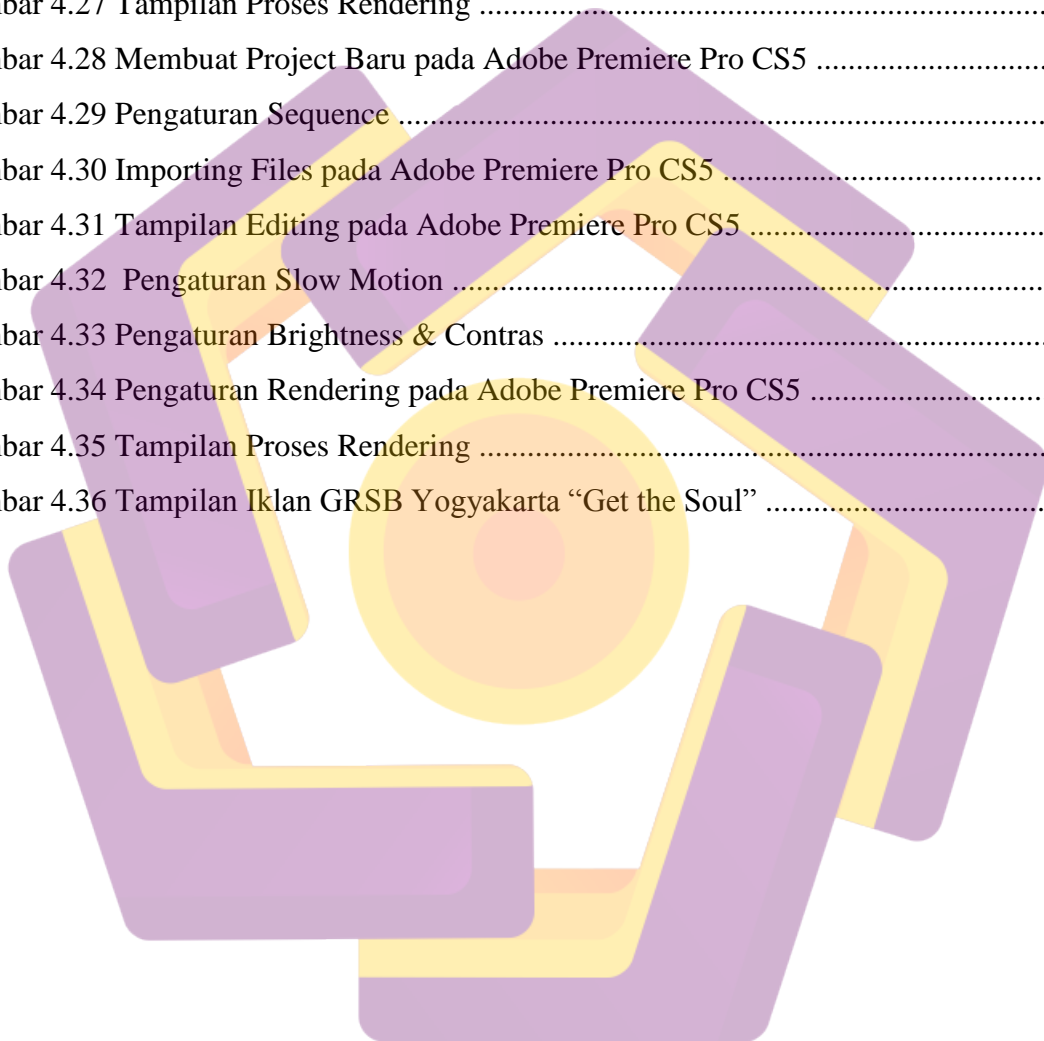 bar 4.27 Tampilan Proses Rendering ..........................................................................
bar 4.28 Membuat Project Baru pada Adobe Premiere Pro CS5 .............................
bar 4.29 Pengaturan Sequence ....................................................................................
bar 4.30 Importing Files pada Adobe Premiere Pro CS5 .........................................
bar 4.31 Tampilan Editing pada Adobe Premiere Pro CS5 ......................................
bar 4.32  Pengaturan Slow Motion .............................................................................
bar 4.33 Pengaturan Brightness & Contras ................................................................
bar 4.34 Pengaturan Rendering pada Adobe Premiere Pro CS5 ..............................
bar 4.35 Tampilan Proses Rendering ..........................................................................
bar 4.36 Tampilan Iklan GRSB Yogyakarta “Get the Soul” ....................................